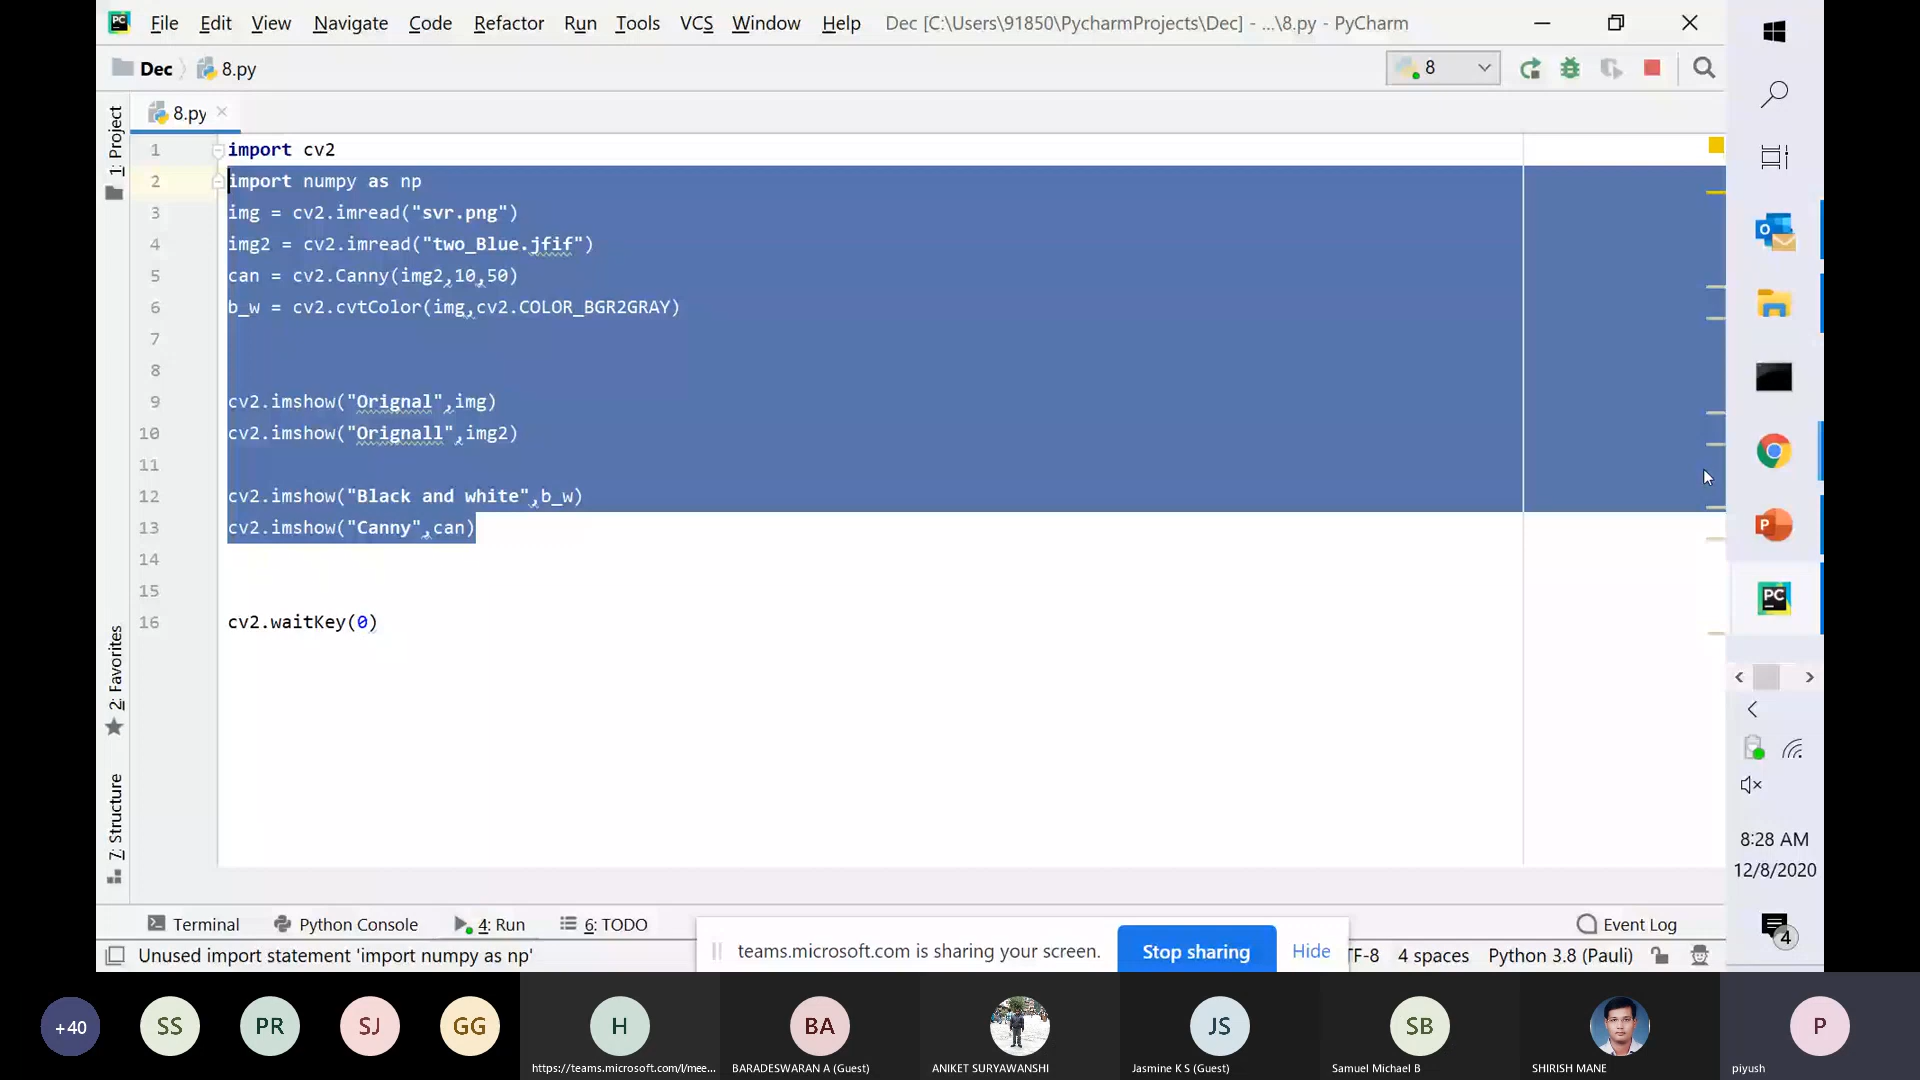 File Edit View Navigate Code Refactor Run Tools VCS Window Help Dec [C:\Users\91850\PycharmProjects\Dec] - ...\8.py - PyCharm
Dec 8.py 8
8.py
1: Project
1 import cv2
2 import numpy as np
3 img = cv2.imread("svr.png")
4 img2 = cv2.imread("two_Blue.jfif")
5 can = cv2.Canny(img2,10,50)
6 b_w = cv2.cvtColor(img,cv2.COLOR_BGR2GRAY)
7
8
9 cv2.imshow("Orignal",img)
10 cv2.imshow("Orignall",img2)
11
12 cv2.imshow("Black and white",b_w)
13 cv2.imshow("Canny",can)
14
15
16 cv2.waitKey(0)
2: Favorites
7: Structure
8:28 AM
12/8/2020
4
Terminal Python Console 4: Run 6: TODO Event Log
Unused import statement 'import numpy as np'
teams.microsoft.com is sharing your screen. Stop sharing Hide
TF-8 4 spaces Python 3.8 (Pauli)
+40 SS PR SJ GG H BA JS SB P
https://teams.microsoft.com/l/mee... BARADESWARAN A (Guest) ANIKET SURYAWANSHI Jasmine K S (Guest) Samuel Michael B SHIRISH MANE piyush